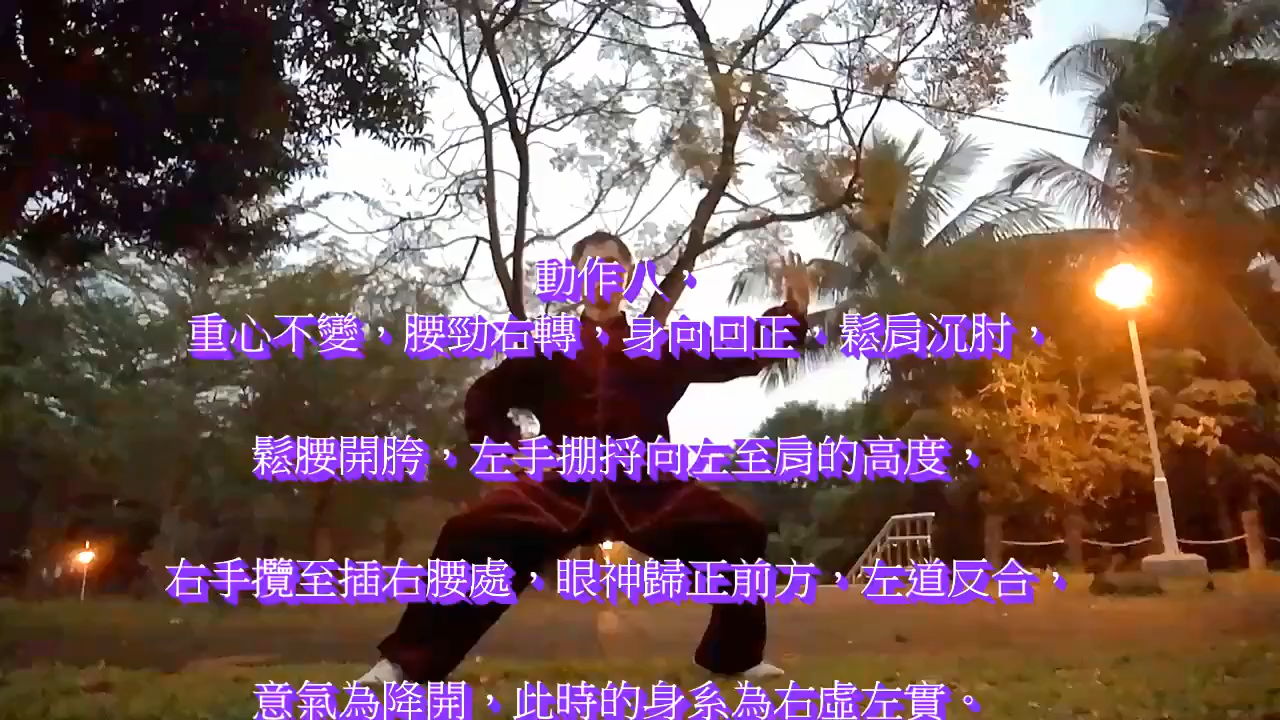 動作八，
重心不變，腰勁右轉，身向回正，鬆肩沉肘，
鬆腰開胯，左手掤捋向左至肩的高度，
右手攬至插右腰處，眼神歸正前方，左道反合，
意氣為降開，此時的身系為右虛左實。